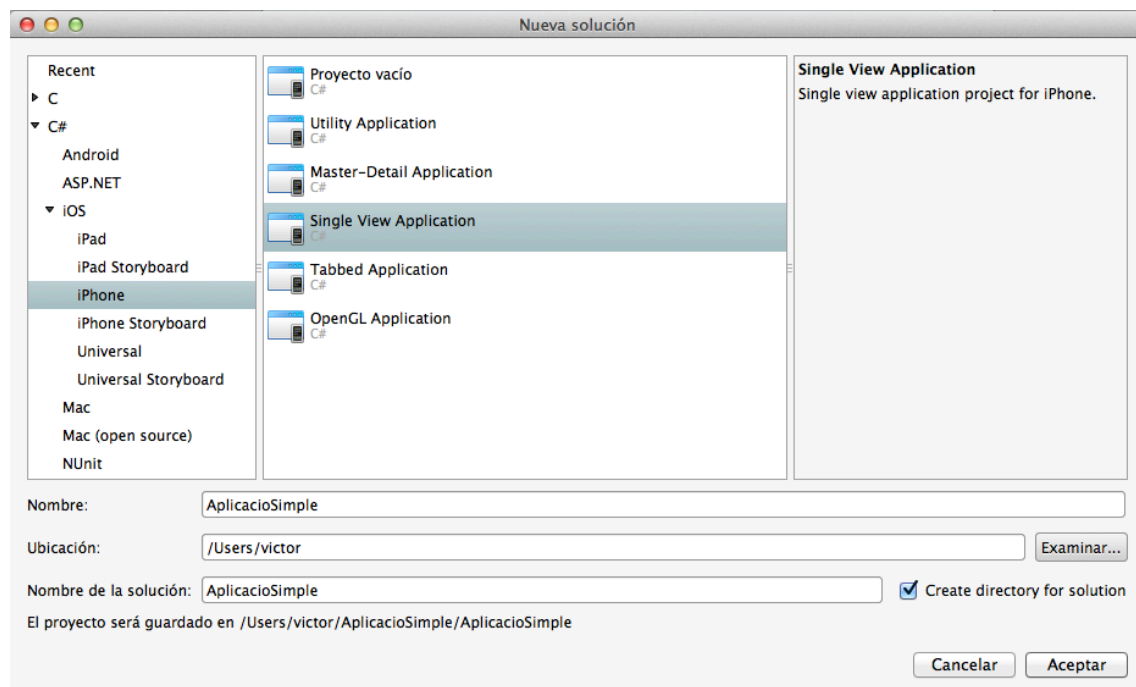 Nueva solución
Recent
C
C#
Android
ASP.NET
iOS
iPad
iPad Storyboard
iPhone
iPhone Storyboard
Universal
Universal Storyboard
Mac
Mac (open source)
NUnit
Proyecto vacío
C#
Utility Application
C#
Master-Detail Application
C#
Single View Application
C#
Tabbed Application
C#
OpenGL Application
C#
Single View Application
Single view application project for iPhone.
Nombre: AplicacioSimple
Ubicación: /Users/victor Examinar...
Nombre de la solución: AplicacioSimple Create directory for solution
El proyecto será guardado en /Users/victor/AplicacioSimple/AplicacioSimple
Cancelar Aceptar